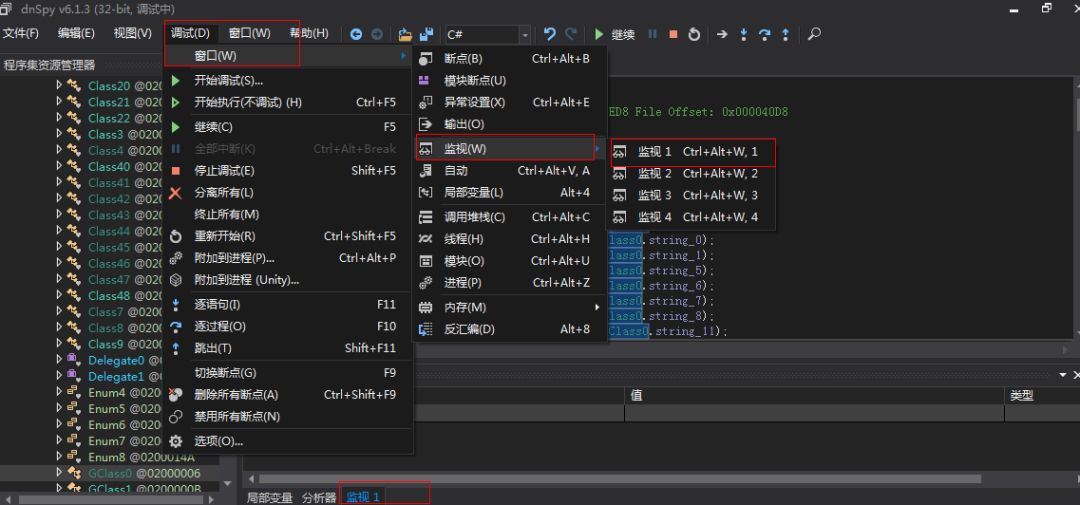 dnSpy v6.1.3 (32-bit, 调试中)
文件(F) 编辑(E) 视图(V) 调试(D) 窗口(W) 帮助(H) C# 继续
程序集资源管理器
Class20 @020
Class21 @020
Class22 @020
Class3 @0200
Class4 @0200
Class40 @020
Class41 @020
Class42 @020
Class43 @020
Class44 @020
Class45 @020
Class46 @020
Class47 @020
Class48 @020
Class7 @0200
Class8 @0200
Class9 @0200
Delegate0 @0
Delegate1 @0
Enum4 @0200
Enum5 @0200
Enum6 @0200
Enum7 @0200
Enum8 @0200014A
GClass0 @02000006
GClass1 @0200000B
窗口(W)
开始调试(S)...
开始执行(不调试) (H) Ctrl+F5
继续(C) F5
全部中断(K) Ctrl+Alt+Break
停止调试(E) Shift+F5
分离所有(L)
终止所有(M)
重新开始(R) Ctrl+Shift+F5
附加到进程(P)... Ctrl+Alt+P
附加到进程 (Unity)...
逐语句(I) F11
逐过程(O) F10
跳出(T) Shift+F11
切换断点(G) F9
删除所有断点(A) Ctrl+Shift+F9
禁用所有断点(N)
选项(O)...
断点(B) Ctrl+Alt+B
模块断点(U)
异常设置(X) Ctrl+Alt+E
输出(O)
监视(W)
自动 Ctrl+Alt+V, A
局部变量(L) Alt+4
调用堆栈(C) Ctrl+Alt+C
线程(H) Ctrl+Alt+H
模块(O) Ctrl+Alt+U
进程(P) Ctrl+Alt+Z
内存(M)
反汇编(D) Alt+8
监视 1 Ctrl+Alt+W, 1
监视 2 Ctrl+Alt+W, 2
监视 3 Ctrl+Alt+W, 3
监视 4 Ctrl+Alt+W, 4
ED8 File Offset: 0x000040D8
lass0.string_0);
lass0.string_1);
lass0.string_5);
lass0.string_6);
lass0.string_7);
lass0.string_8);
Class0.string_11);
值 类型
局部变量 分析器 监视 1